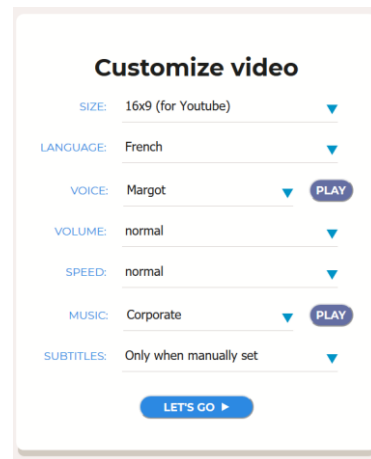 Customize video
SIZE: 16x9 (for Youtube)
LANGUAGE: French
VOICE: Margot PLAY
VOLUME: normal
SPEED: normal
MUSIC: Corporate PLAY
SUBTITLES: Only when manually set
LET'S GO